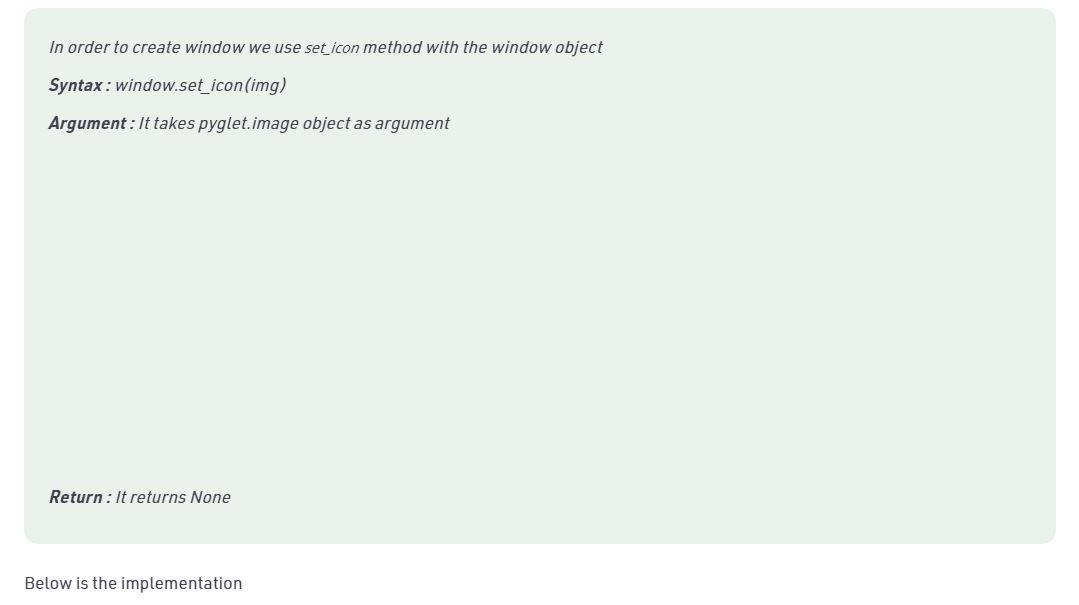 In order to create window we use set_icon method with the window object
Syntax : window.set_icon(img)
Argument : It takes pyglet.image object as argument
Return : It returns None
Below is the implementation